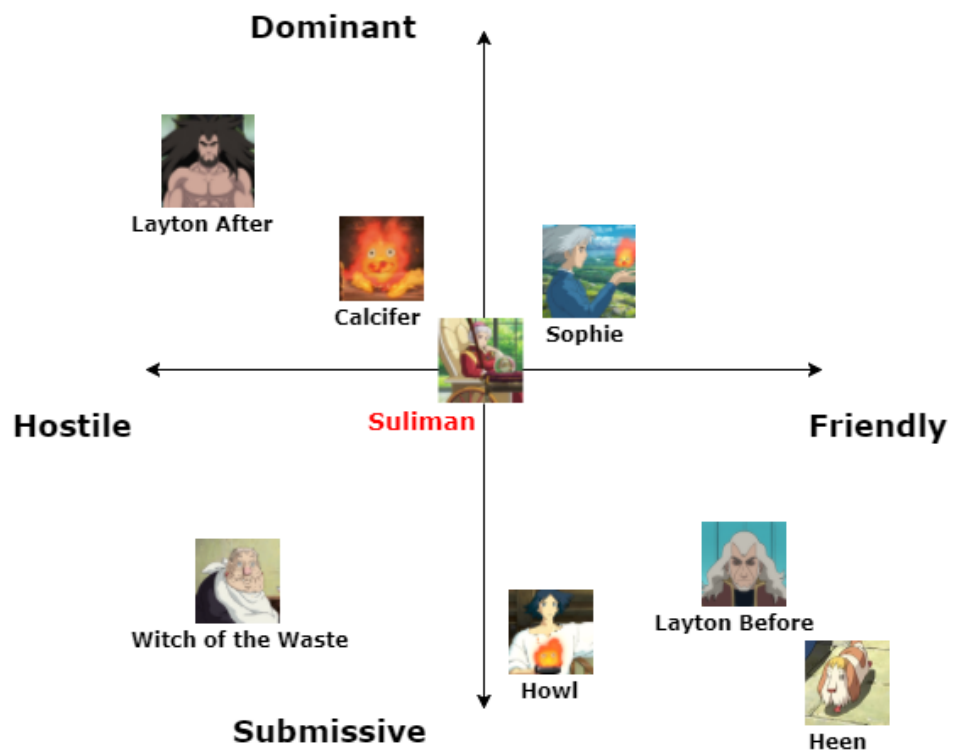 Dominant
Layton After
Calcifer
Sophie
Suliman
Hostile
Friendly
Witch of the Waste
Layton Before
Howl
Submissive
Heen